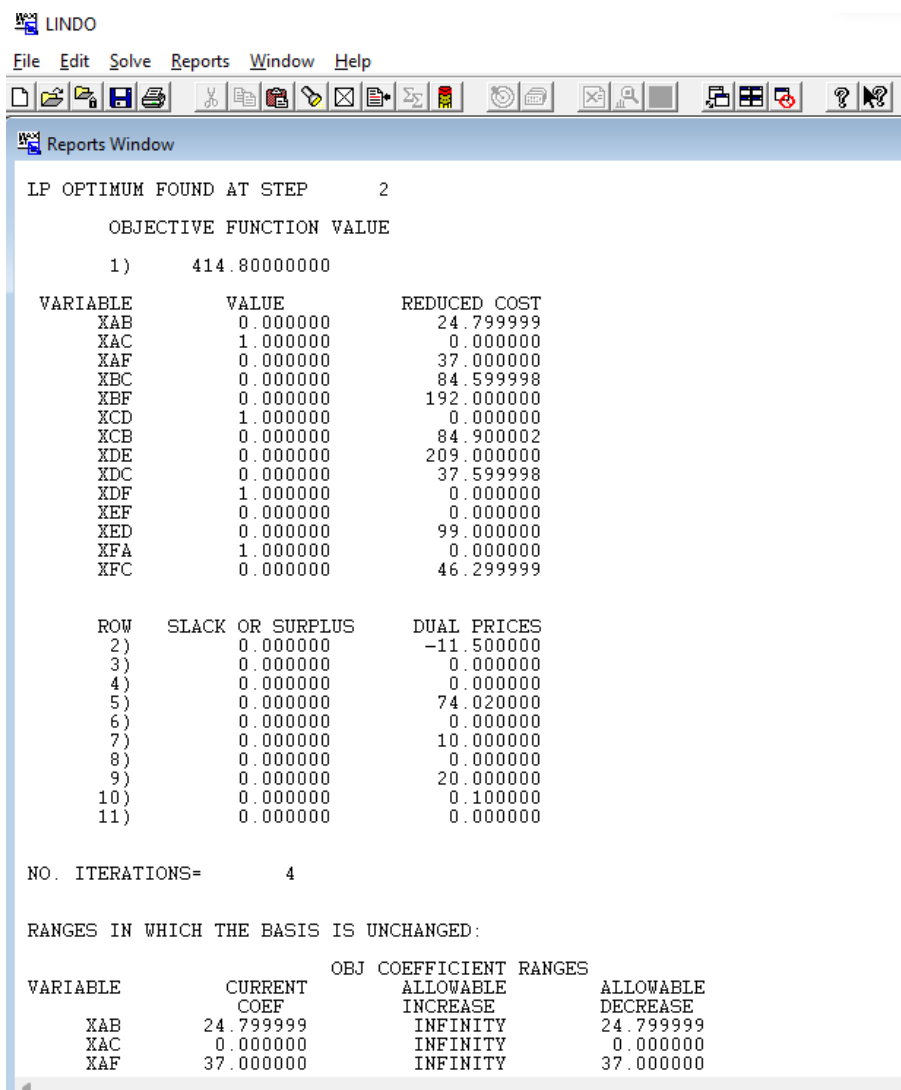 LINDO
File Edit Solve Reports Window Help
Reports Window
LP OPTIMUM FOUND AT STEP 2
OBJECTIVE FUNCTION VALUE
1) 414.80000000
VARIABLE VALUE REDUCED COST
XAB 0.000000 24.799999
XAC 1.000000 0.000000
XAF 0.000000 37.000000
XBC 0.000000 84.599998
XBF 0.000000 192.000000
XCD 1.000000 0.000000
XCB 0.000000 84.900002
XDE 0.000000 209.000000
XDC 0.000000 37.599998
XDF 1.000000 0.000000
XEF 0.000000 0.000000
XED 0.000000 99.000000
XFA 1.000000 0.000000
XFC 0.000000 46.299999
ROW SLACK OR SURPLUS DUAL PRICES
2) 0.000000 -11.500000
3) 0.000000 0.000000
4) 0.000000 0.000000
5) 0.000000 74.020000
6) 0.000000 0.000000
7) 0.000000 10.000000
8) 0.000000 0.000000
9) 0.000000 20.000000
10) 0.000000 0.100000
11) 0.000000 0.000000
NO. ITERATIONS= 4
RANGES IN WHICH THE BASIS IS UNCHANGED:
OBJ COEFFICIENT RANGES
VARIABLE CURRENT ALLOWABLE ALLOWABLE
COEF INCREASE DECREASE
XAB 24.799999 INFINITY 24.799999
XAC 0.000000 INFINITY 0.000000
XAF 37.000000 INFINITY 37.000000